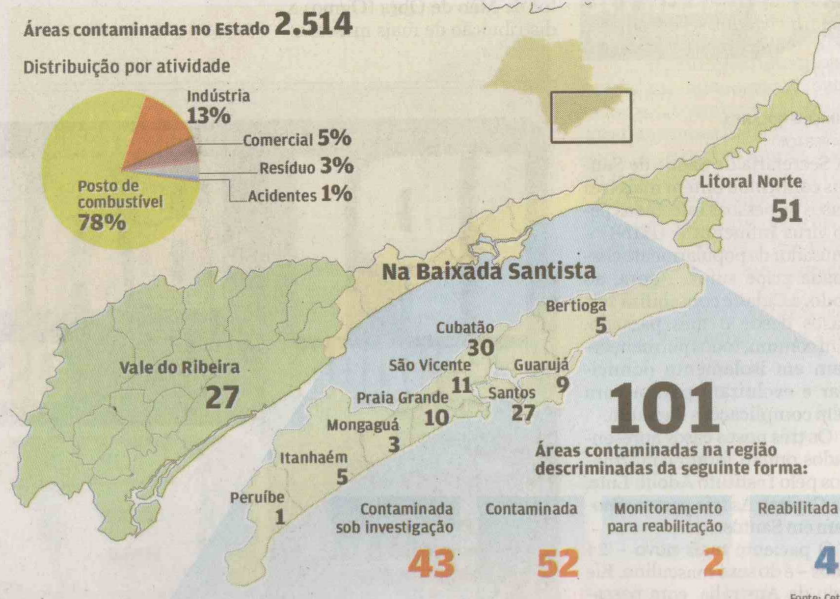 Áreas contaminadas no Estado 2.514
Distribuição por atividade
Indústria
13%
Comercial 5%
Resíduo 3%
Acidentes 1%
Posto de
combustível
78%
Litoral Norte
51
Vale do Ribeira
27
Na Baixada Santista
Bertioga
5
Cubatão
30
São Vicente
11
Guarujá
9
Santos
27
Praia Grande
10
Mongaguá
3
Itanhaém
5
Peruíbe
1
101
Áreas contaminadas na região
descriminadas da seguinte forma:
Contaminada
sob investigação
43
Contaminada
52
Monitoramento
para reabilitação
2
Reabilitada
4